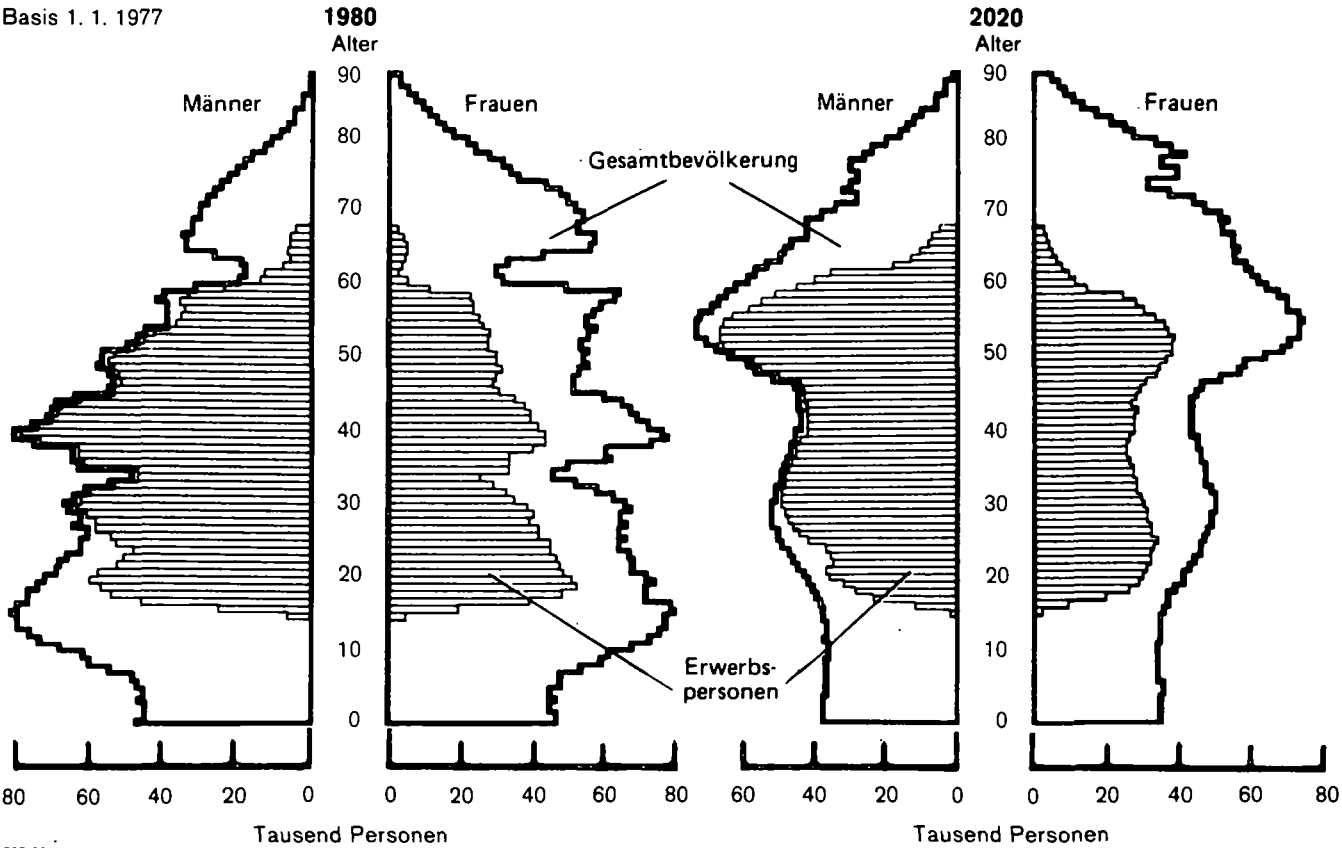 Basis 1. 1. 1977
1980
Alter
2020
Alter
90
80
70
60
50
40
30
20
10
0
90
80
70
60
50
40
30
20
10
0
Männer
Frauen
Männer
Frauen
Gesamtbevölkerung
Erwerbs-
personen
80 60 40 20 0
0 20 40 60 80
60 40 20 0
0 20 40 60 80
Tausend Personen
Tausend Personen